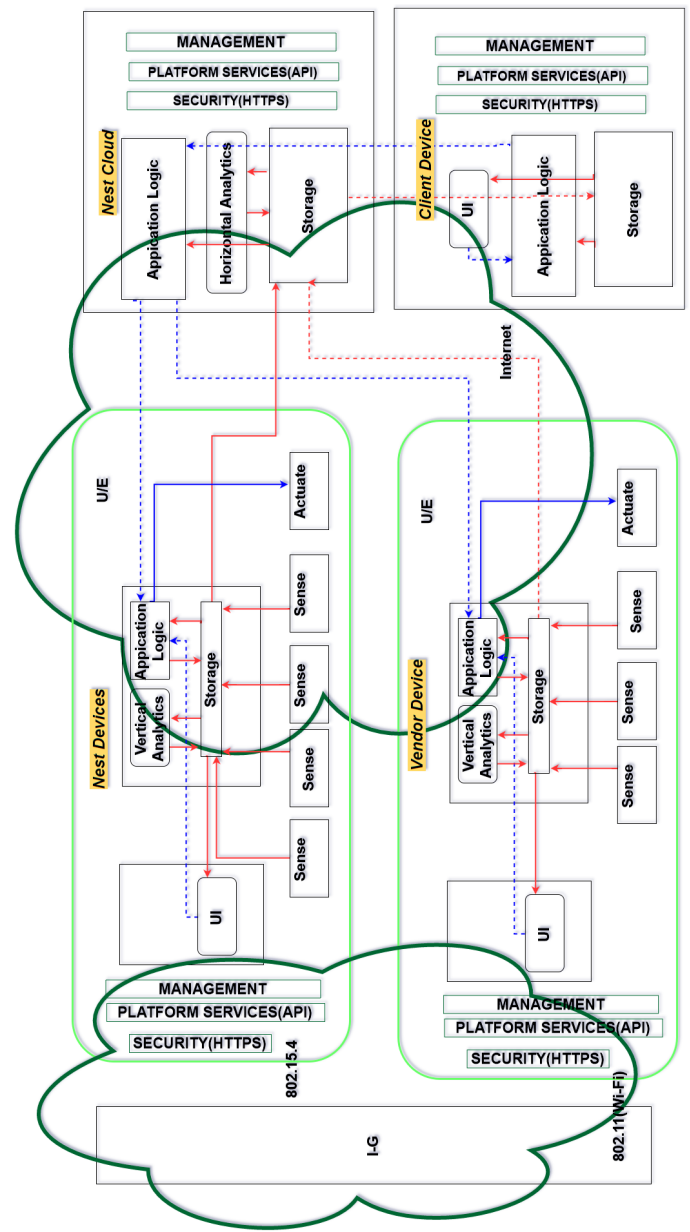 MANAGEMENT
PLATFORM SERVICES(API)
SECURITY(HTTPS)
Nest Cloud
Appication Logic
Horizontal Analytics
Storage
MANAGEMENT
PLATFORM SERVICES(API)
SECURITY(HTTPS)
Client Device
UI
Appication Logic
Storage
Internet
U/E
Actuate
Nest Devices
Appication
Logic
Vertical
Analytics
Storage
Sense
Sense
Sense
Sense
UI
MANAGEMENT
PLATFORM SERVICES(API)
SECURITY(HTTPS)
802.15.4
U/E
Actuate
Vendor Device
Appication
Logic
Vertical
Analytics
Storage
Sense
Sense
Sense
UI
MANAGEMENT
PLATFORM SERVICES(API)
SECURITY(HTTPS)
802.11(Wi-Fi)
I-G